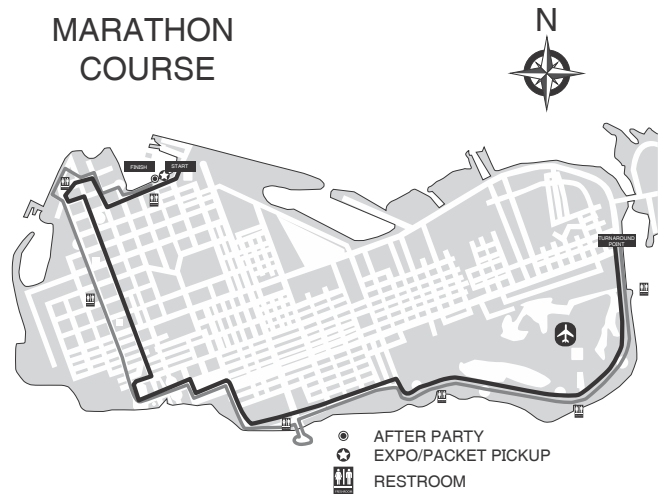 MARATHON
COURSE
N
FINISH
START
TURNAROUND
POINT
AFTER PARTY
EXPO/PACKET PICKUP
RESTROOM